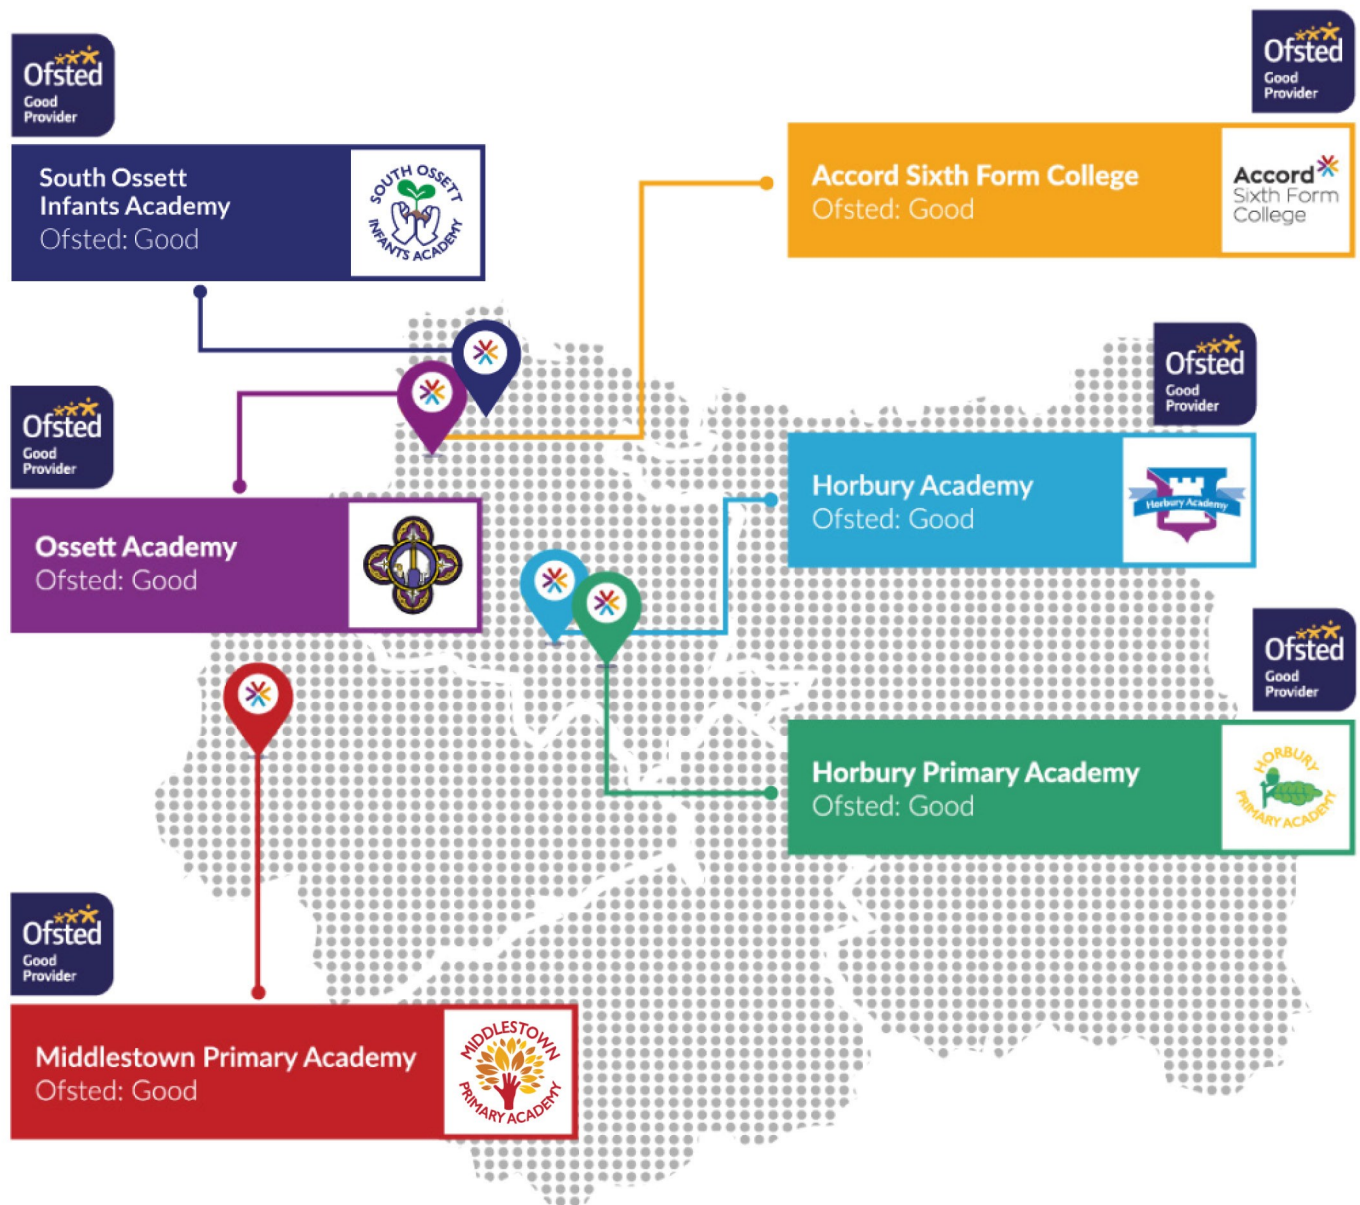 Ofsted
Good
Provider
South Ossett
Infants Academy
Ofsted: Good
SOUTH OSSETT
INFANTS ACADEMY
Ofsted
Good
Provider
Accord Sixth Form College
Ofsted: Good
Accord
Sixth Form
College
Ofsted
Good
Provider
Ossett Academy
Ofsted: Good
Ofsted
Good
Provider
Horbury Academy
Ofsted: Good
Horbury Academy
Ofsted
Good
Provider
Horbury Primary Academy
Ofsted: Good
HORBURY
PRIMARY ACADEMY
Ofsted
Good
Provider
Middlestown Primary Academy
Ofsted: Good
MIDDLESTOWN
PRIMARY ACADEMY